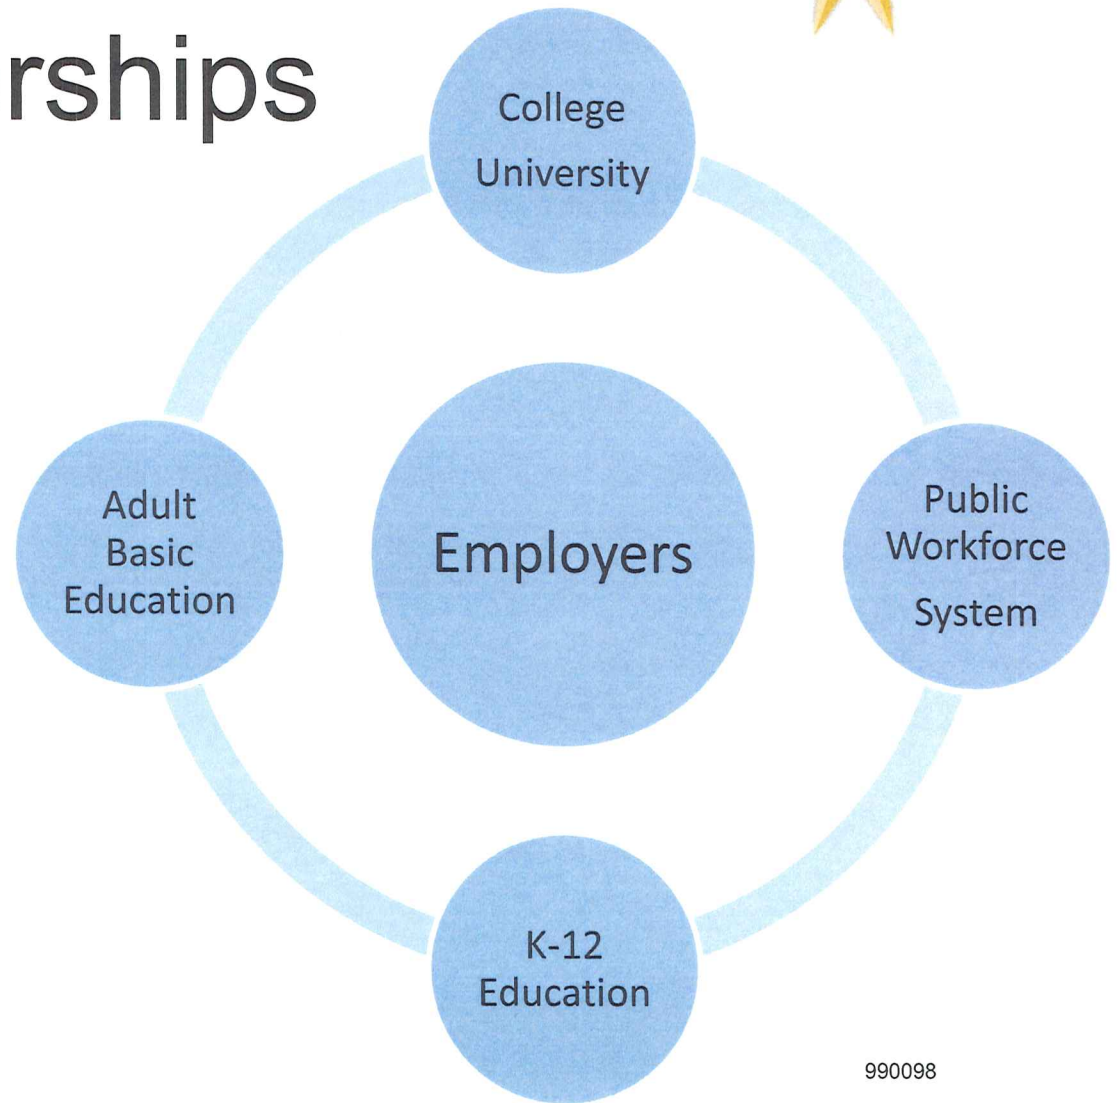 rships
College
University
Adult
Basic
Education
Employers
Public
Workforce
System
K-12
Education
990098